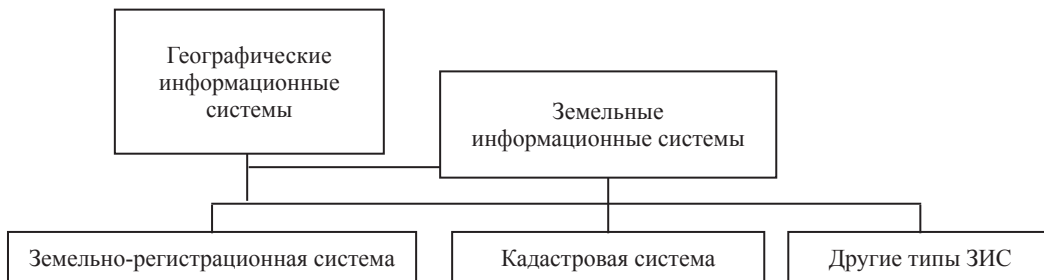 Географические
информационные
системы
Земельные
информационные системы
Земельно-регистрационная система
Кадастровая система
Другие типы ЗИС